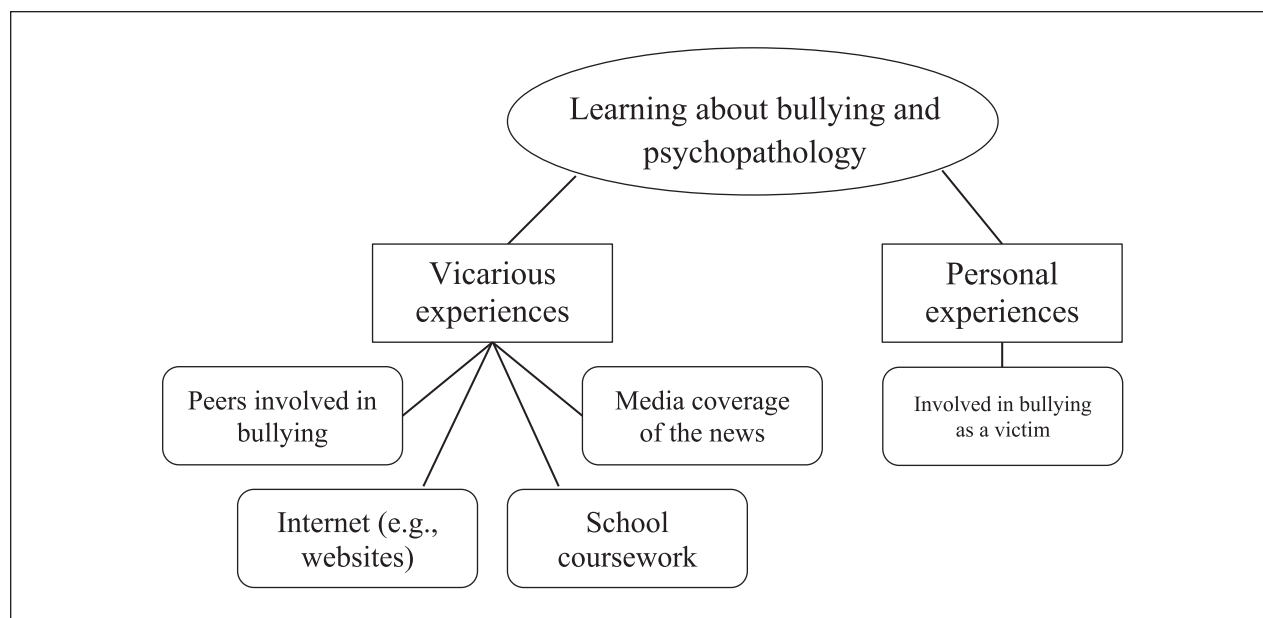 Learning about bullying and
psychopathology
Vicarious
experiences
Personal
experiences
Peers involved in
bullying
Media coverage
of the news
Involved in bullying
as a victim
Internet (e.g.,
websites)
School
coursework